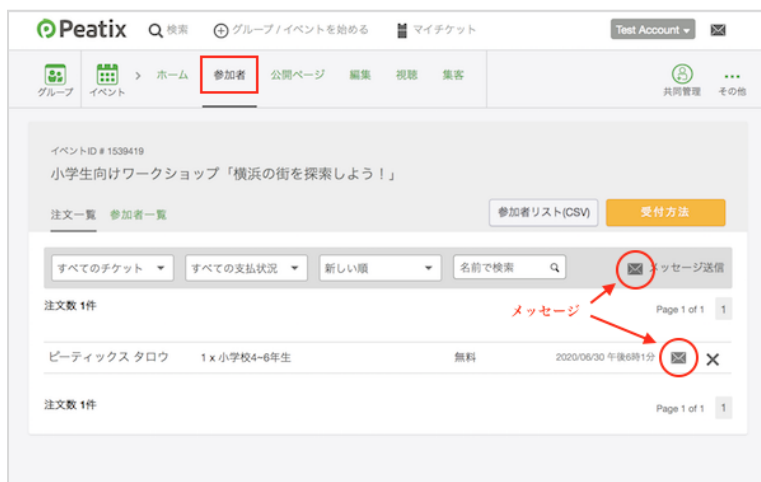 Peatix 検索 グループ/イベントを始める マイチケット Test Account
グループ イベント ホーム 参加者 公開ページ 編集 視聴 集客 共同管理 その他
イベントID # 1539419
小学生向けワークショップ「横浜の街を探索しよう!」
注文一覧 参加者一覧 参加者リスト(CSV) 受付方法
すべてのチケット すべての支払状況 新しい順 名前で検索 メッセージ送信
注文数 1件 メッセージ Page 1 of 1 1
ピーティックス タロウ 1 x 小学校4~6年生 無料 2020/06/30 午後6時1分
注文数 1件 Page 1 of 1 1